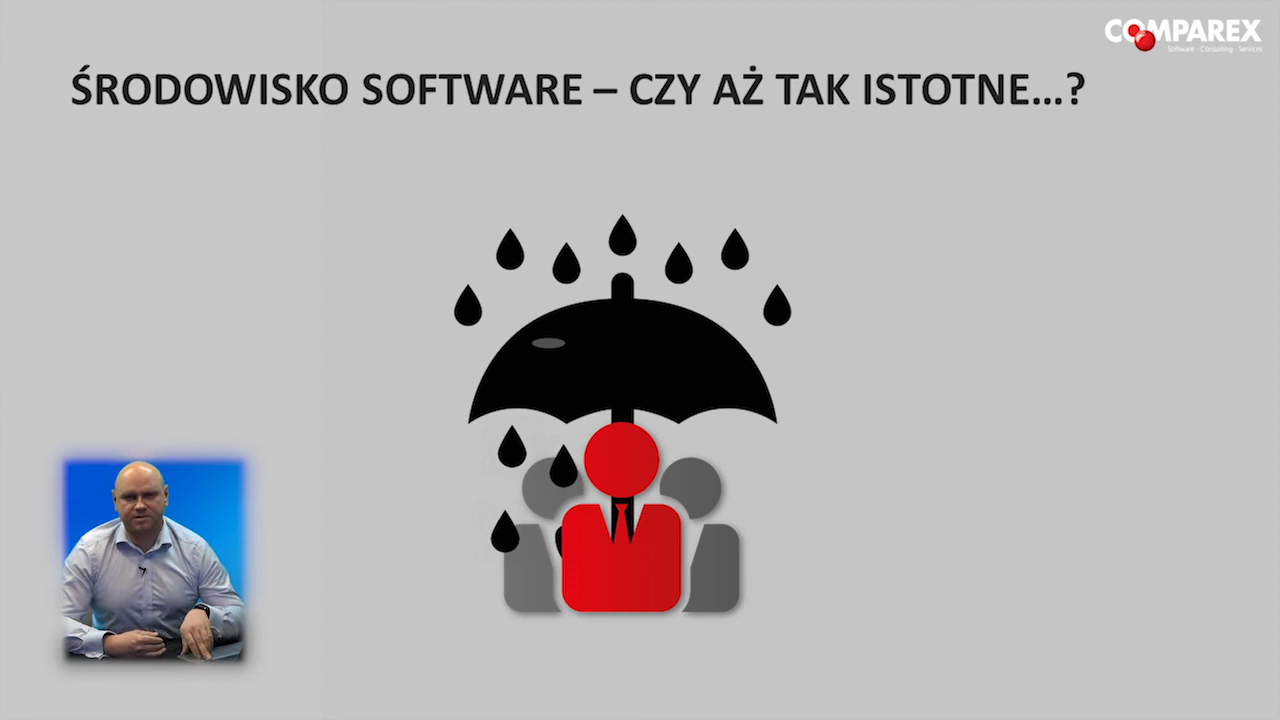 COMPAREX
Software · Consulting · Services
ŚRODOWISKO SOFTWARE – CZY AŻ TAK ISTOTNE...?